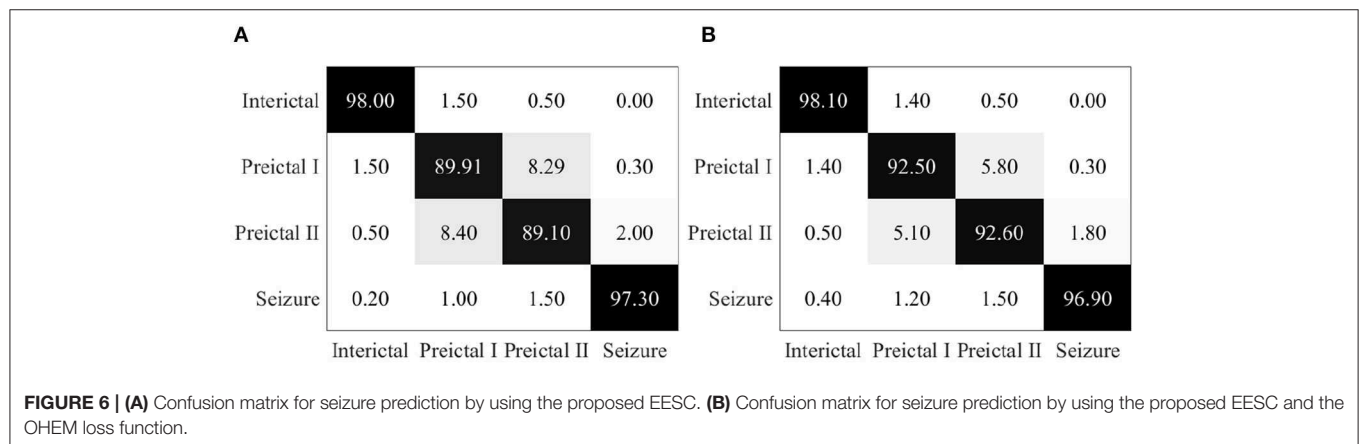 A
B
Interictal 98.00 1.50 0.50 0.00
Preictal I 1.50 89.91 8.29 0.30
Preictal II 0.50 8.40 89.10 2.00
Seizure 0.20 1.00 1.50 97.30
Interictal Preictal I Preictal II Seizure
Interictal 98.10 1.40 0.50 0.00
Preictal I 1.40 92.50 5.80 0.30
Preictal II 0.50 5.10 92.60 1.80
Seizure 0.40 1.20 1.50 96.90
Interictal Preictal I Preictal II Seizure
FIGURE 6 | (A) Confusion matrix for seizure prediction by using the proposed EESC. (B) Confusion matrix for seizure prediction by using the proposed EESC and the
OHEM loss function.